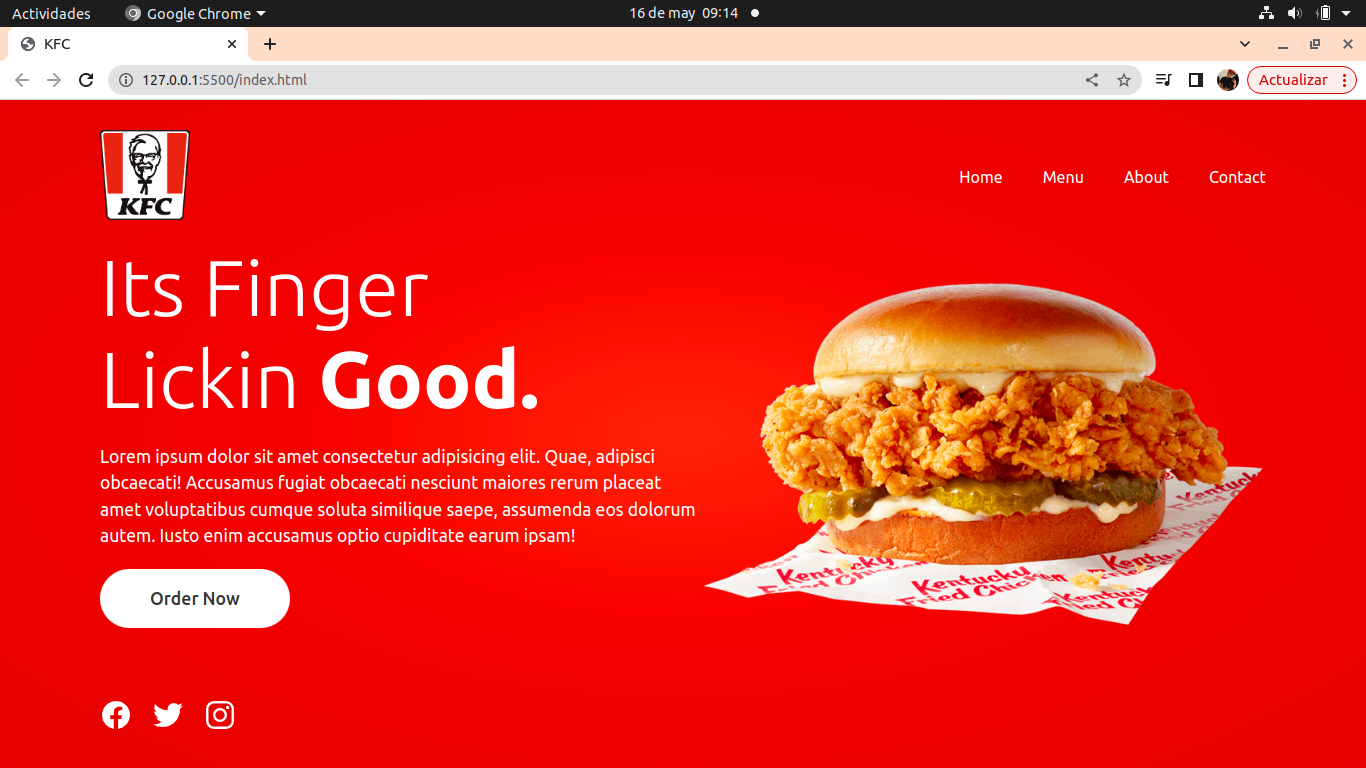 Actividades Google Chrome 16 de may 09:14
KFC
127.0.0.1:5500/index.html Actualizar
KFC
Home Menu About Contact
Its Finger
Lickin Good.
Lorem ipsum dolor sit amet consectetur adipisicing elit. Quae, adipisci
obcaecati! Accusamus fugiat obcaecati nesciunt maiores rerum placeat
amet voluptatibus cumque soluta similique saepe, assumenda eos dolorum
autem. Iusto enim accusamus optio cupiditate earum ipsam!
Order Now
Kentucky
Kentucky Kentucky Kentucky
Fried Chicken Fried Chicken Fried Chic